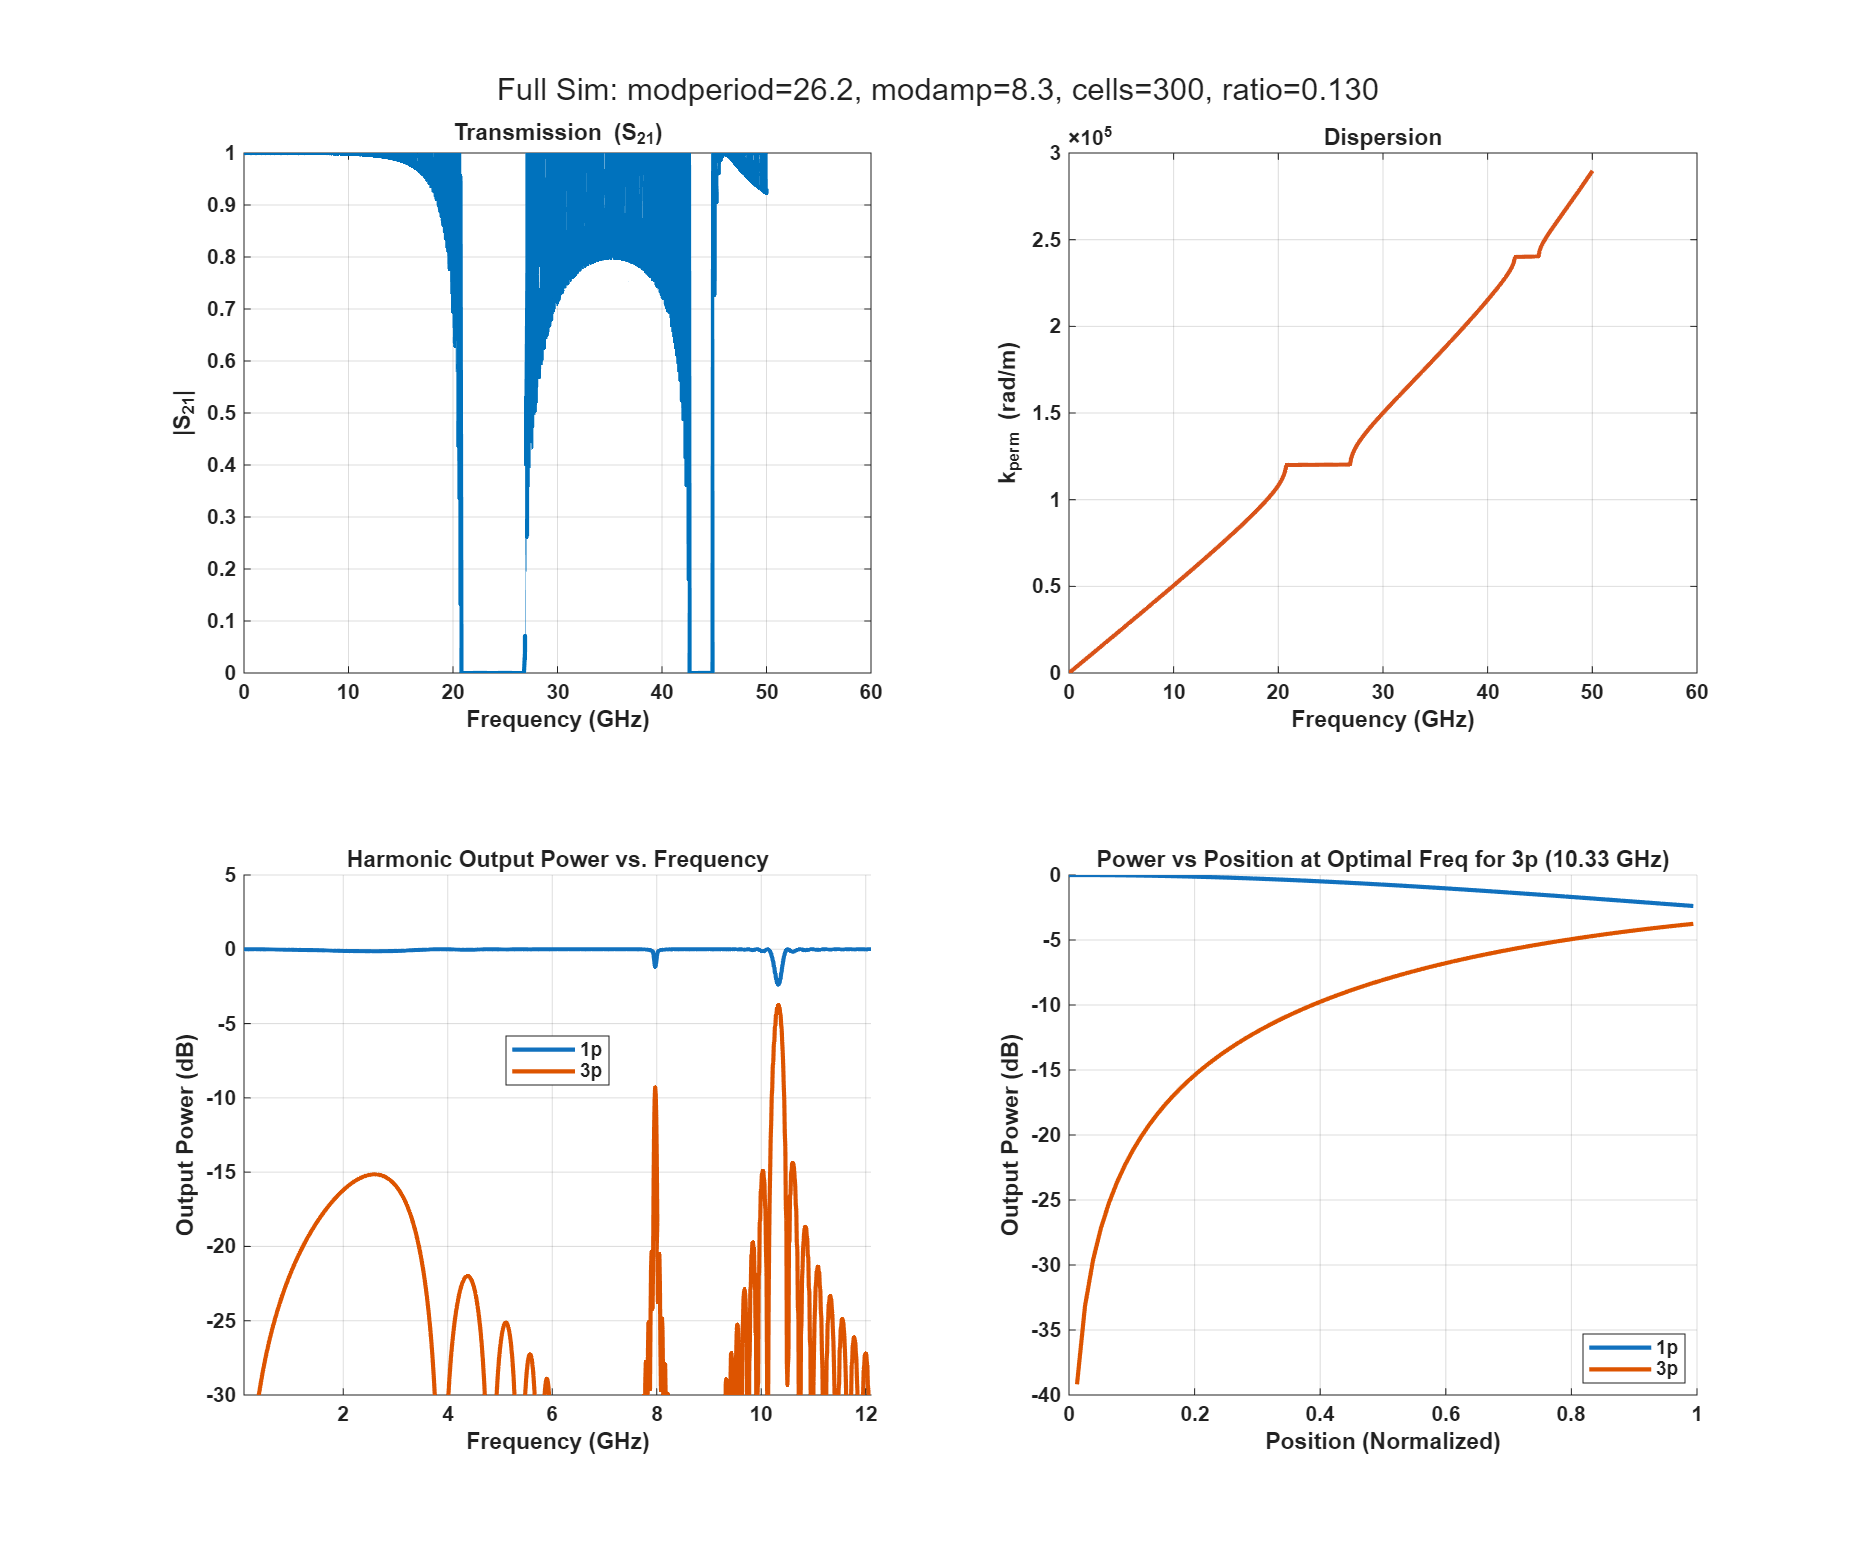 Full Sim: modperiod=26.2, modamp=8.3, cells=300, ratio=0.130
Transmission (S21)
1
0.9
0.8
0.7
0.6
0.5
0.4
0.3
0.2
0.1
0
0 10 20 30 40 50 60
|S21|
Frequency (GHz)
×10^5
Dispersion
3
2.5
2
1.5
1
0.5
0
0 10 20 30 40 50 60
kperm (rad/m)
Frequency (GHz)
Harmonic Output Power vs. Frequency
5
0
-5
-10
-15
-20
-25
-30
2 4 6 8 10 12
Output Power (dB)
Frequency (GHz)
1p
3p
Power vs Position at Optimal Freq for 3p (10.33 GHz)
0
-5
-10
-15
-20
-25
-30
-35
-40
0 0.2 0.4 0.6 0.8 1
Output Power (dB)
Position (Normalized)
1p
3p